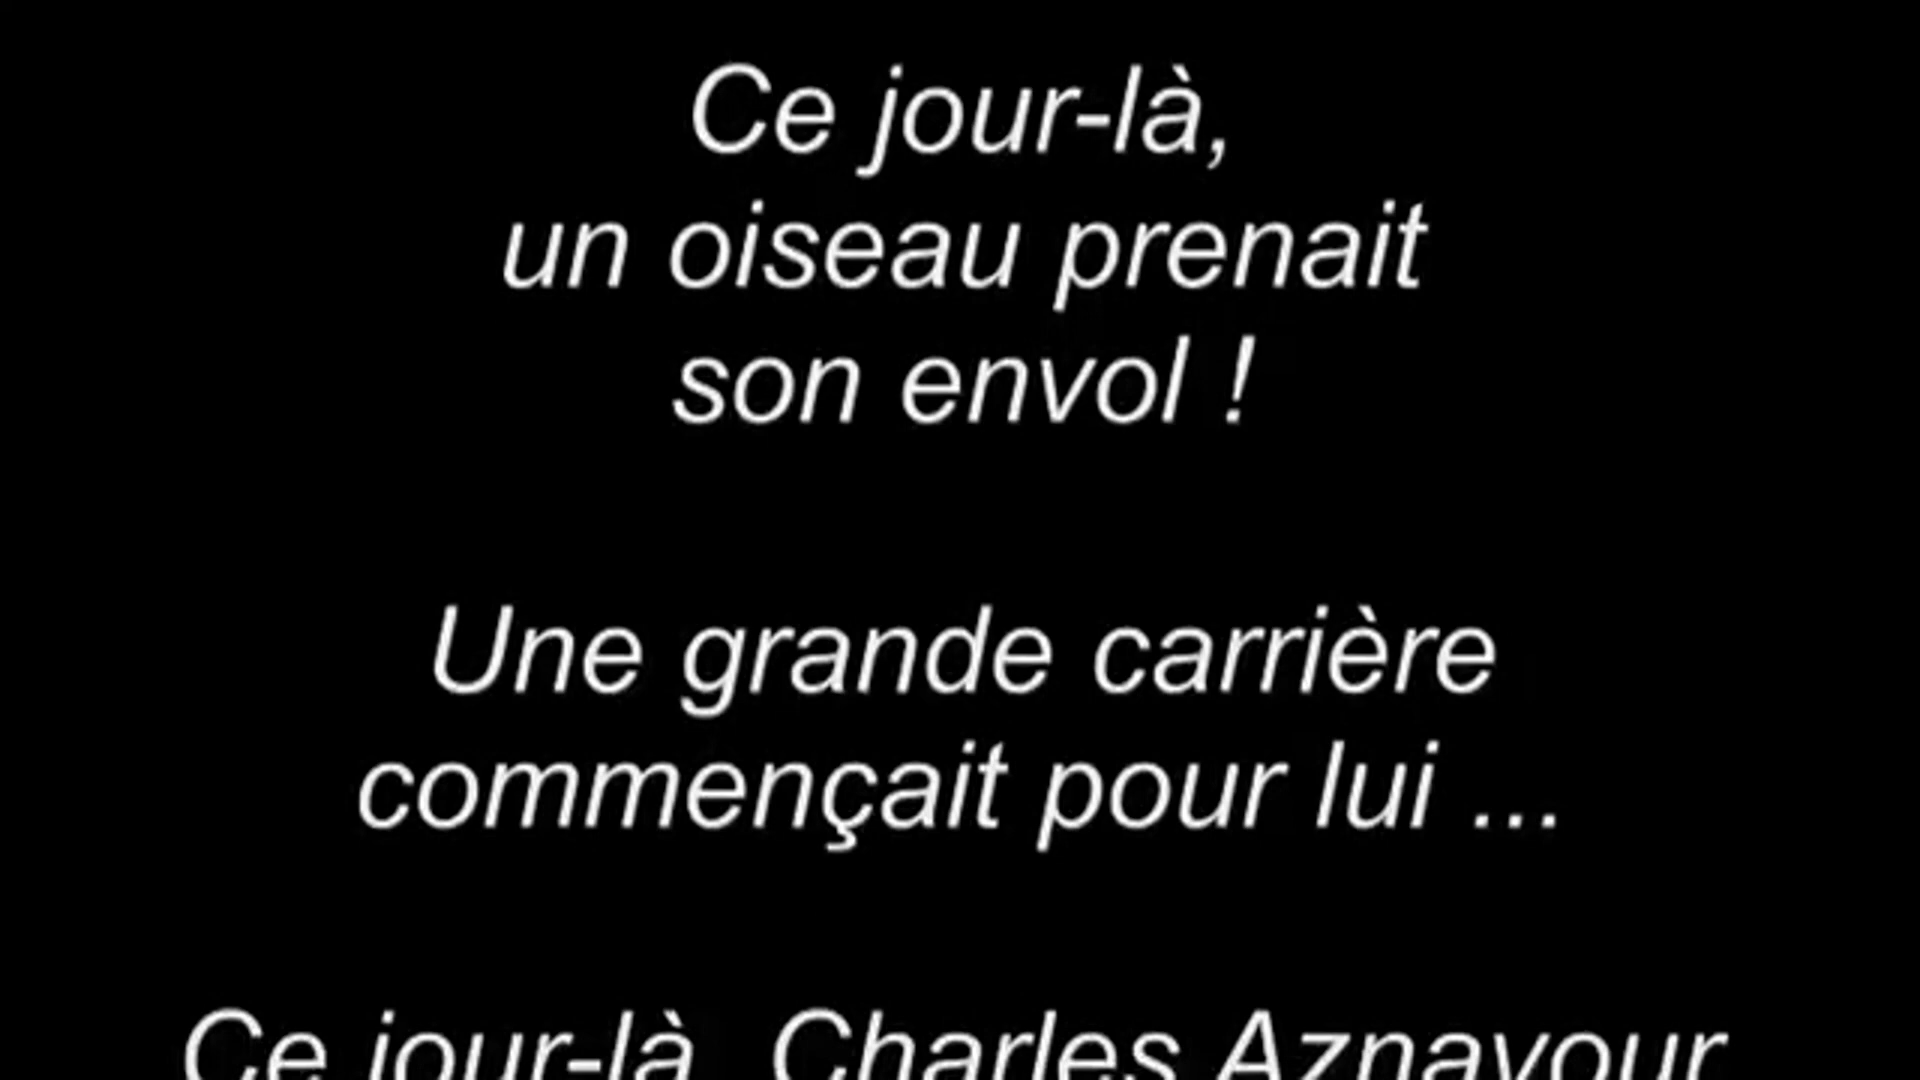 Ce jour-là,
un oiseau prenait
son envol !
Une grande carrière
commençait pour lui ...
Ce jour-là, Charles Aznavour